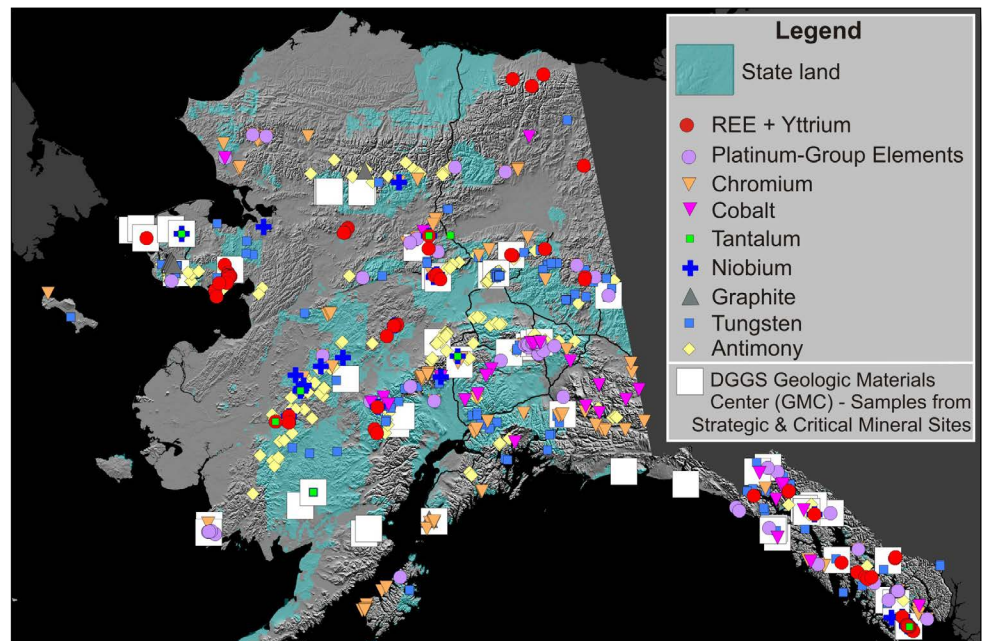 Legend
State land
REE + Yttrium
Platinum-Group Elements
Chromium
Cobalt
Tantalum
Niobium
Graphite
Tungsten
Antimony
DGGS Geologic Materials
Center (GMC) - Samples from
Strategic & Critical Mineral Sites